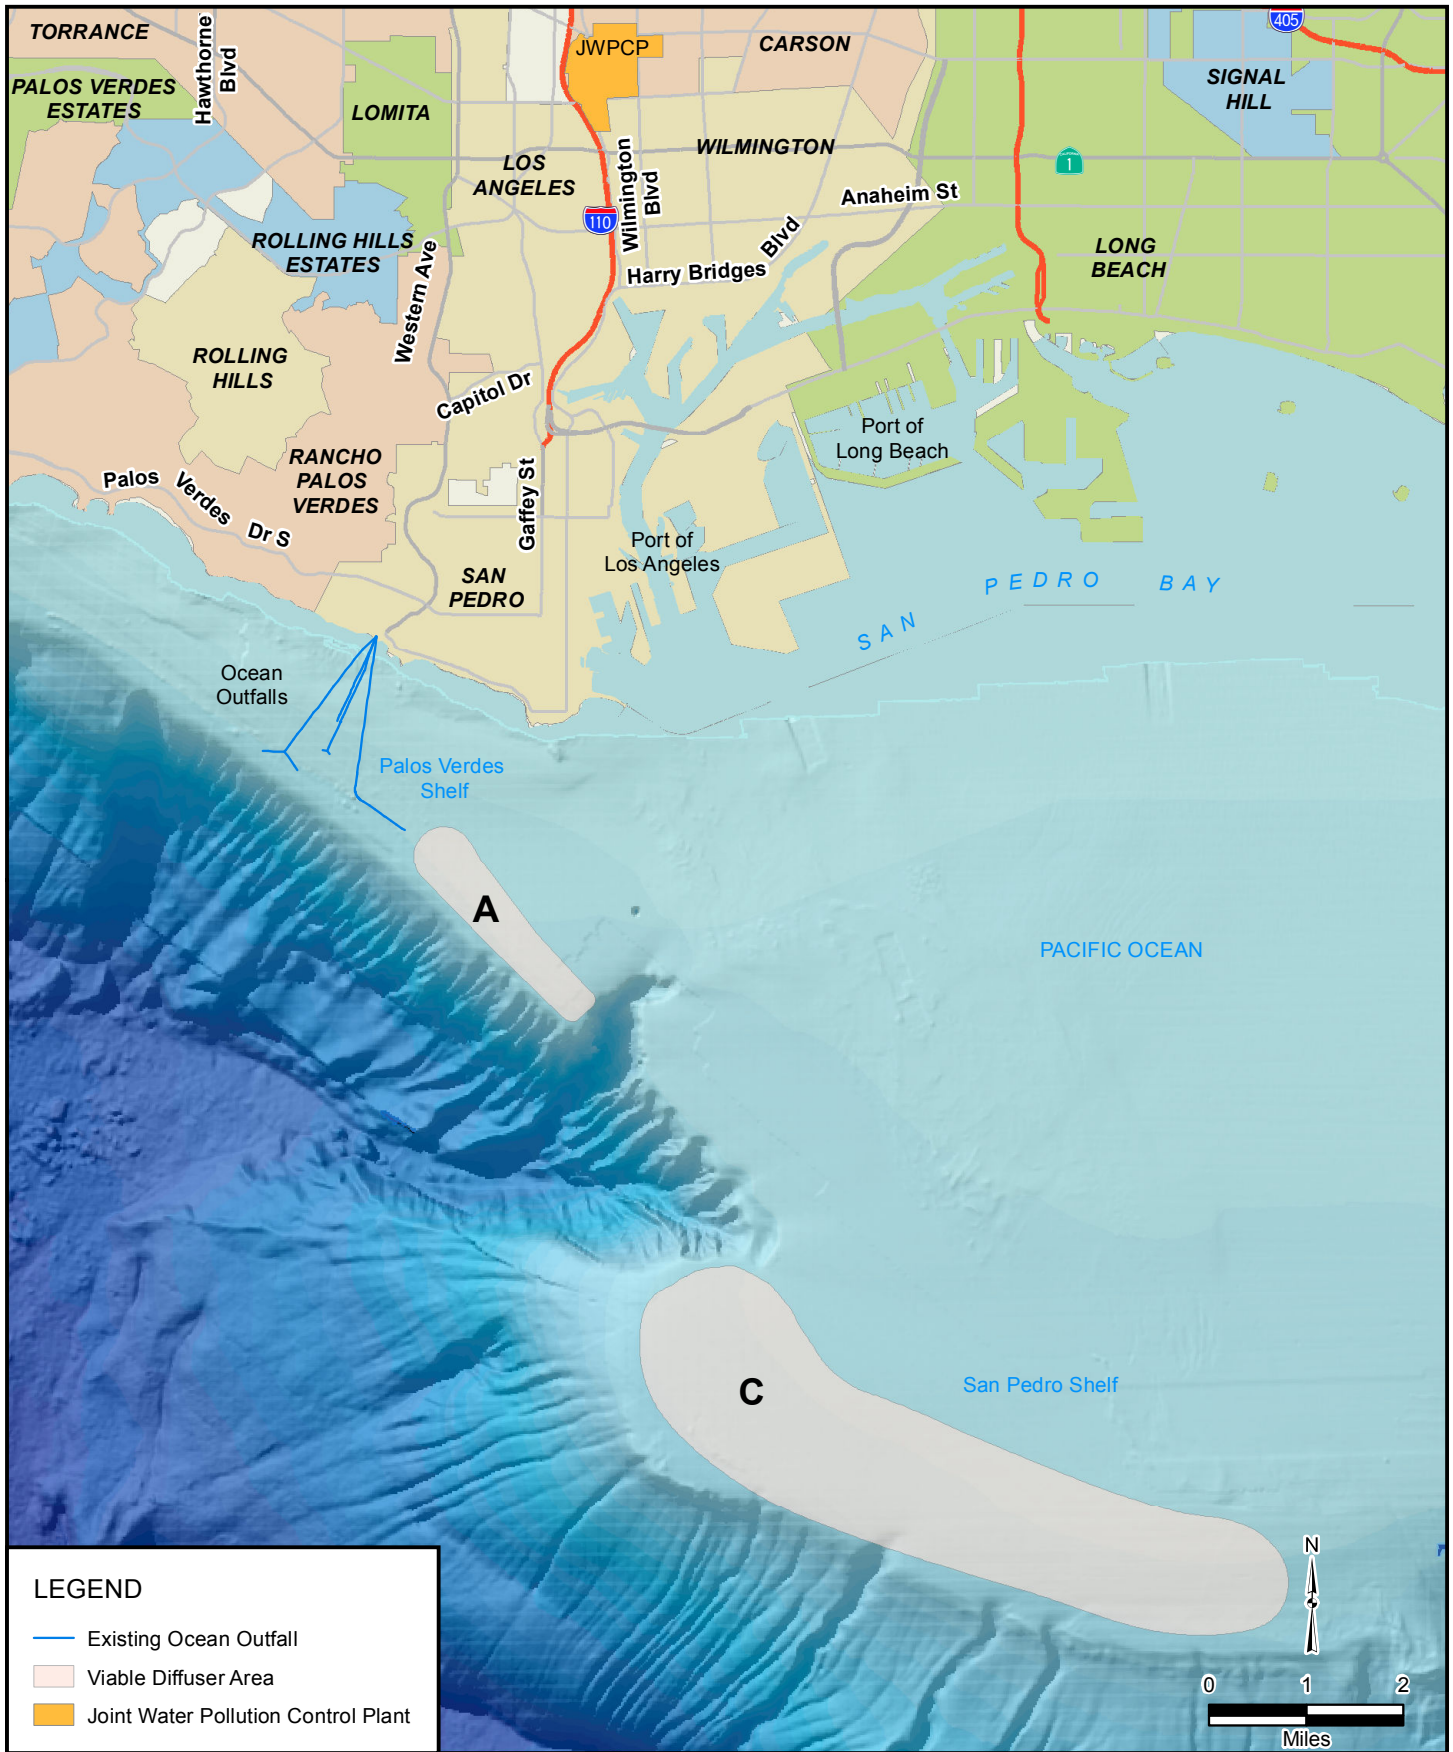 TORRANCE
Hawthorne
Blvd
JWPCP
CARSON
405
PALOS VERDES
ESTATES
LOMITA
SIGNAL
HILL
LOS
ANGELES
WILMINGTON
Wilmington
Blvd
CALIFORNIA
1
Anaheim St
110
ROLLING HILLS
ESTATES
Western Ave
Harry Bridges
Blvd
LONG
BEACH
ROLLING
HILLS
Capitol Dr
Port of
Long Beach
RANCHO
PALOS
VERDES
Palos
Verdes
Dr S
Gaffey St
Port of
Los Angeles
SAN
PEDRO
SAN PEDRO BAY
Ocean
Outfalls
Palos Verdes
Shelf
A
PACIFIC OCEAN
C
San Pedro Shelf
N
LEGEND
Existing Ocean Outfall
Viable Diffuser Area
Joint Water Pollution Control Plant
0 1 2
Miles